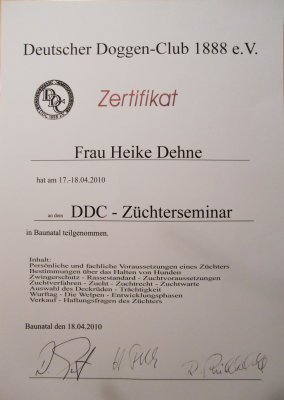 Deutscher Doggen-Club 1888 e.V.
DDC
Zertifikat
Frau Heike Dehne
hat am 17.-18.04.2010
an dem DDC - Züchterseminar
in Baunatal teilgenommen.
Inhalt:
Persönliche und fachliche Voraussetzungen eines Züchters
Bestimmungen über das Halten von Hunden
Zwingerschutz - Rassestandard - Zuchtvoraussetzungen
Zuchtverfahren - Zucht - Zuchtrecht - Zuchtwarte
Auswahl des Deckrüden - Trächtigkeit
Wurftag - Die Welpen - Entwicklungsphasen
Verkauf - Haftungsfragen des Züchters
Baunatal den 18.04.2010